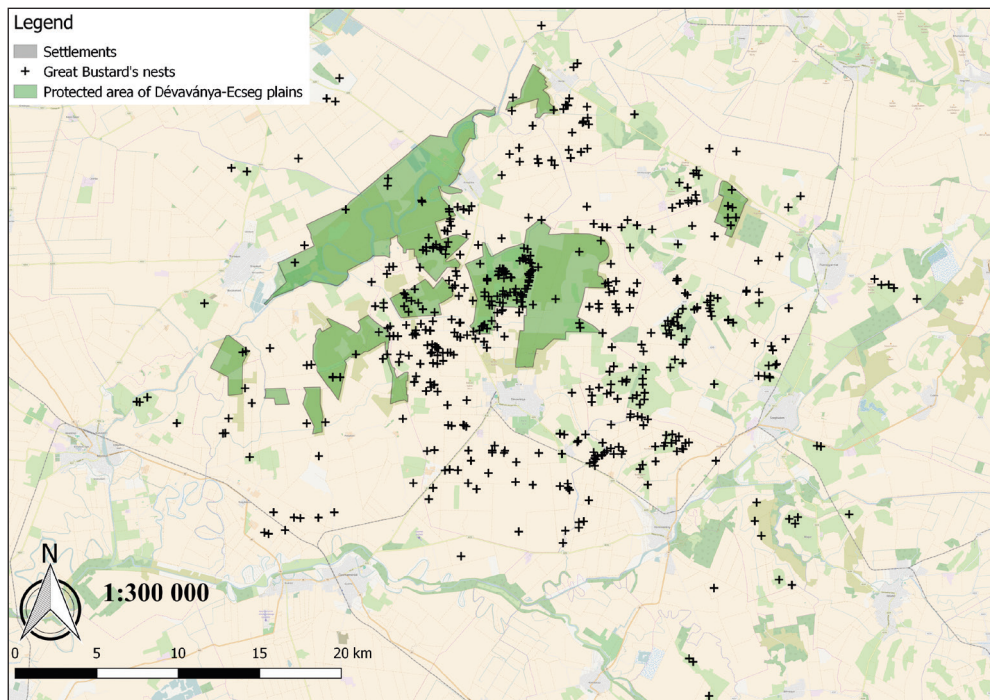 Legend
Settlements
Great Bustard's nests
Protected area of Dévaványa-Ecseg plains
N
1:300 000
0 5 10 15 20 km